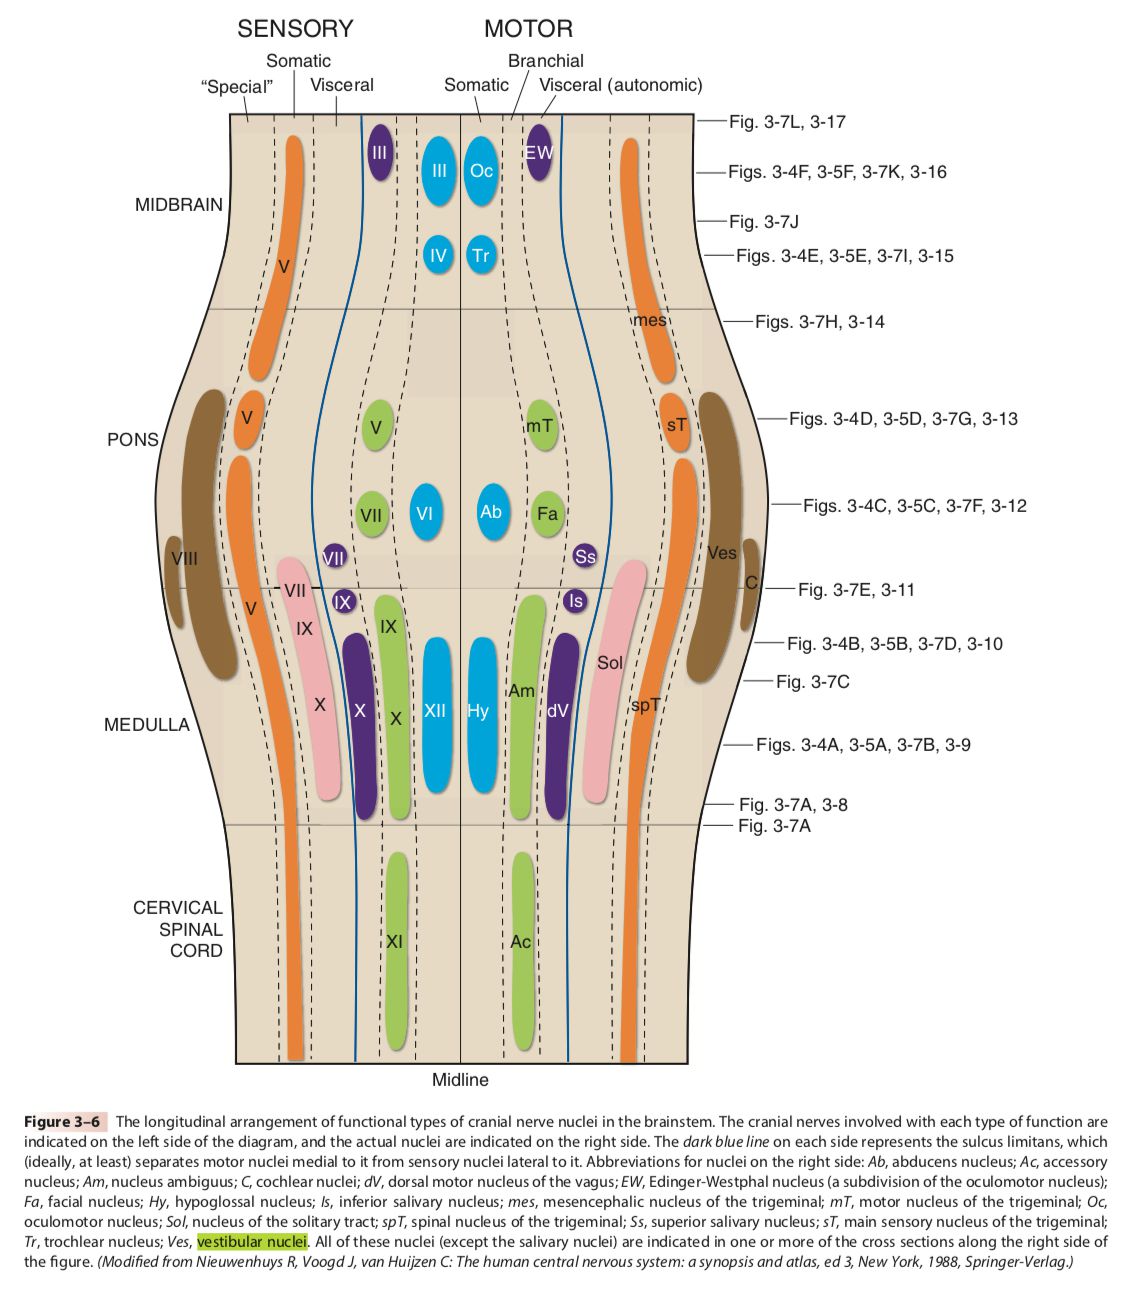 SENSORY MOTOR
Somatic Branchial
“Special” Visceral Somatic Visceral (autonomic)
Fig. 3-7L, 3-17
III III Oc EW
Figs. 3-4F, 3-5F, 3-7K, 3-16
MIDBRAIN
Fig. 3-7J
IV Tr Figs. 3-4E, 3-5E, 3-7I, 3-15
V
mes Figs. 3-7H, 3-14
V V mT sT Figs. 3-4D, 3-5D, 3-7G, 3-13
PONS
VII VI Ab Fa Figs. 3-4C, 3-5C, 3-7F, 3-12
VIII VII Ss Ves
VII C Fig. 3-7E, 3-11
V IX Is
IX IX
Fig. 3-4B, 3-5B, 3-7D, 3-10
Sol
Fig. 3-7C
X X X XII Hy Am dV spT
MEDULLA
Figs. 3-4A, 3-5A, 3-7B, 3-9
Fig. 3-7A, 3-8
Fig. 3-7A
CERVICAL
SPINAL
CORD
XI Ac
Midline
Figure 3–6 The longitudinal arrangement of functional types of cranial nerve nuclei in the brainstem. The cranial nerves involved with each type of function are
indicated on the left side of the diagram, and the actual nuclei are indicated on the right side. The dark blue line on each side represents the sulcus limitans, which
(ideally, at least) separates motor nuclei medial to it from sensory nuclei lateral to it. Abbreviations for nuclei on the right side: Ab, abducens nucleus; Ac, accessory
nucleus; Am, nucleus ambiguus; C, cochlear nuclei; dV, dorsal motor nucleus of the vagus; EW, Edinger-Westphal nucleus (a subdivision of the oculomotor nucleus);
Fa, facial nucleus; Hy, hypoglossal nucleus; Is, inferior salivary nucleus; mes, mesencephalic nucleus of the trigeminal; mT, motor nucleus of the trigeminal; Oc,
oculomotor nucleus; Sol, nucleus of the solitary tract; spT, spinal nucleus of the trigeminal; Ss, superior salivary nucleus; sT, main sensory nucleus of the trigeminal;
Tr, trochlear nucleus; Ves, vestibular nuclei. All of these nuclei (except the salivary nuclei) are indicated in one or more of the cross sections along the right side of
the figure. (Modified from Nieuwenhuys R, Voogd J, van Huijzen C: The human central nervous system: a synopsis and atlas, ed 3, New York, 1988, Springer-Verlag.)